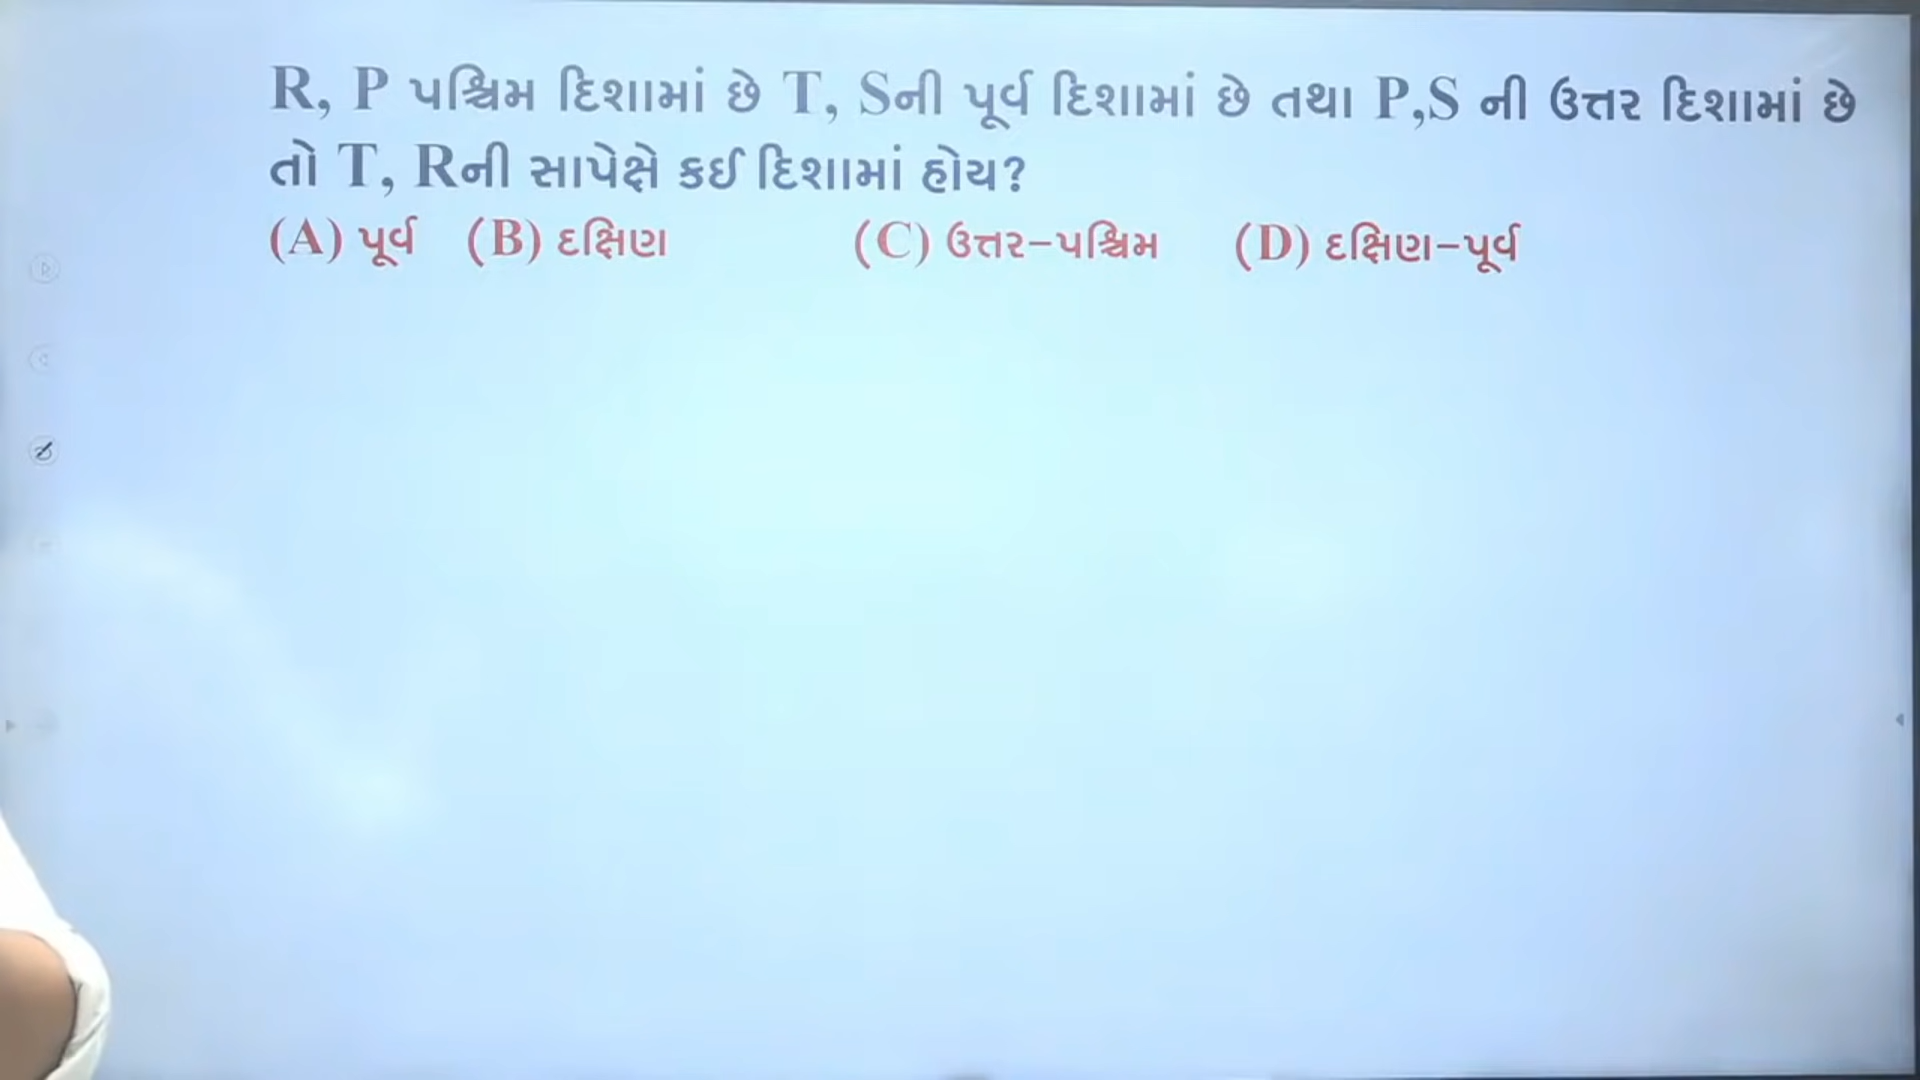 R, P પશ્ચિમ દિશામાં છે T, Sની પૂર્વ દિશામાં છે તથા P,S ની ઉત્તર દિશામાં છે
તો T, Rની સાપેક્ષે કઈ દિશામાં હોય?
(A) પૂર્વ (B) દક્ષિણ (C) ઉત્તર-પશ્ચિમ (D) દક્ષિણ-પૂર્વ